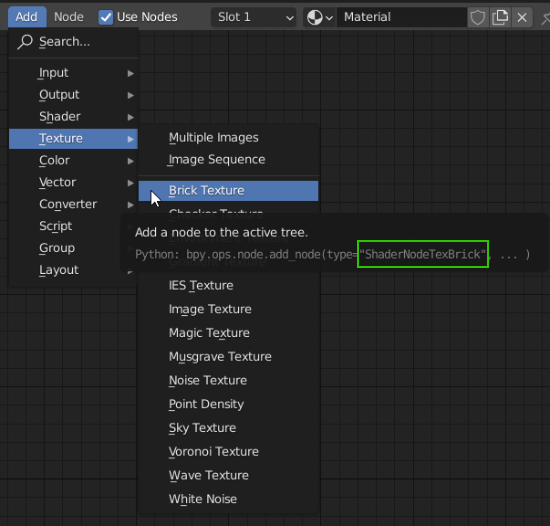 Add Node Use Nodes Slot 1 Material
Search...
Input
Output
Shader
Texture
Color
Vector
Converter
Script
Group
Layout
Multiple Images
Image Sequence
Brick Texture
Checker Texture
Add a node to the active tree.
Python: bpy.ops.node.add_node(type="ShaderNodeTexBrick", ... )
IES Texture
Image Texture
Magic Texture
Musgrave Texture
Noise Texture
Point Density
Sky Texture
Voronoi Texture
Wave Texture
White Noise